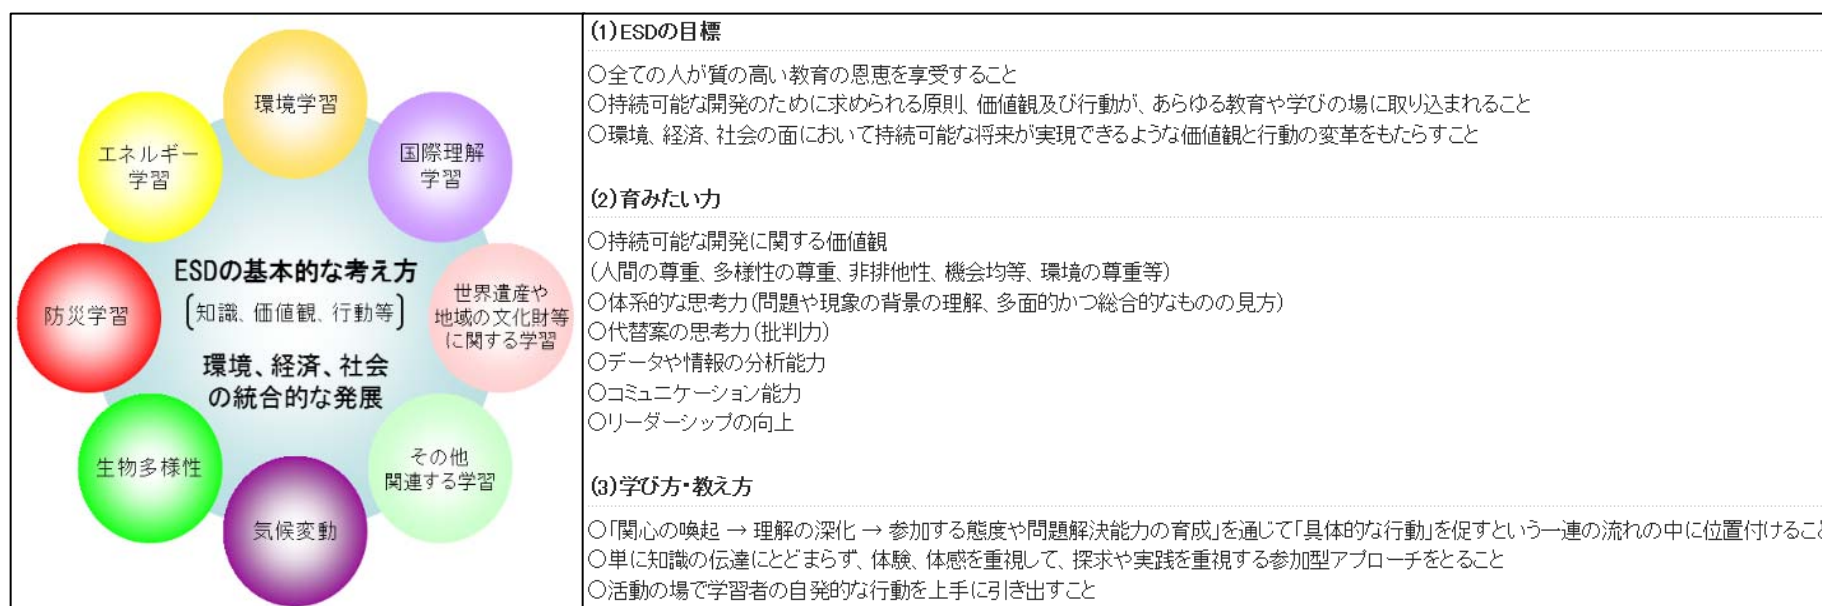 環境学習
エネルギー
学習
国際理解
学習
防災学習
ESDの基本的な考え方
[知識、価値観、行動等]
環境、経済、社会
の統合的な発展
世界遺産や
地域の文化財等
に関する学習
生物多様性
その他
関連する学習
気候変動
(1)ESDの目標
○全ての人が質の高い教育の恩恵を享受すること
○持続可能な開発のために求められる原則、価値観及び行動が、あらゆる教育や学びの場に取り込まれること
○環境、経済、社会の面において持続可能な将来が実現できるような価値観と行動の変革をもたらすこと
(2)育みたい力
○持続可能な開発に関する価値観
(人間の尊重、多様性の尊重、非排他性、機会均等、環境の尊重等)
○体系的な思考力(問題や現象の背景の理解、多面的かつ総合的なものの見方)
○代替案の思考力(批判力)
○データや情報の分析能力
○コミュニケーション能力
○リーダーシップの向上
(3)学び方・教え方
○「関心の喚起 → 理解の深化 → 参加する態度や問題解決能力の育成」を通じて「具体的な行動」を促すという一連の流れの中に位置付けること
○単に知識の伝達にとどまらず、体験、体感を重視して、探求や実践を重視する参加型アプローチをとること
○活動の場で学習者の自発的な行動を上手に引き出すこと